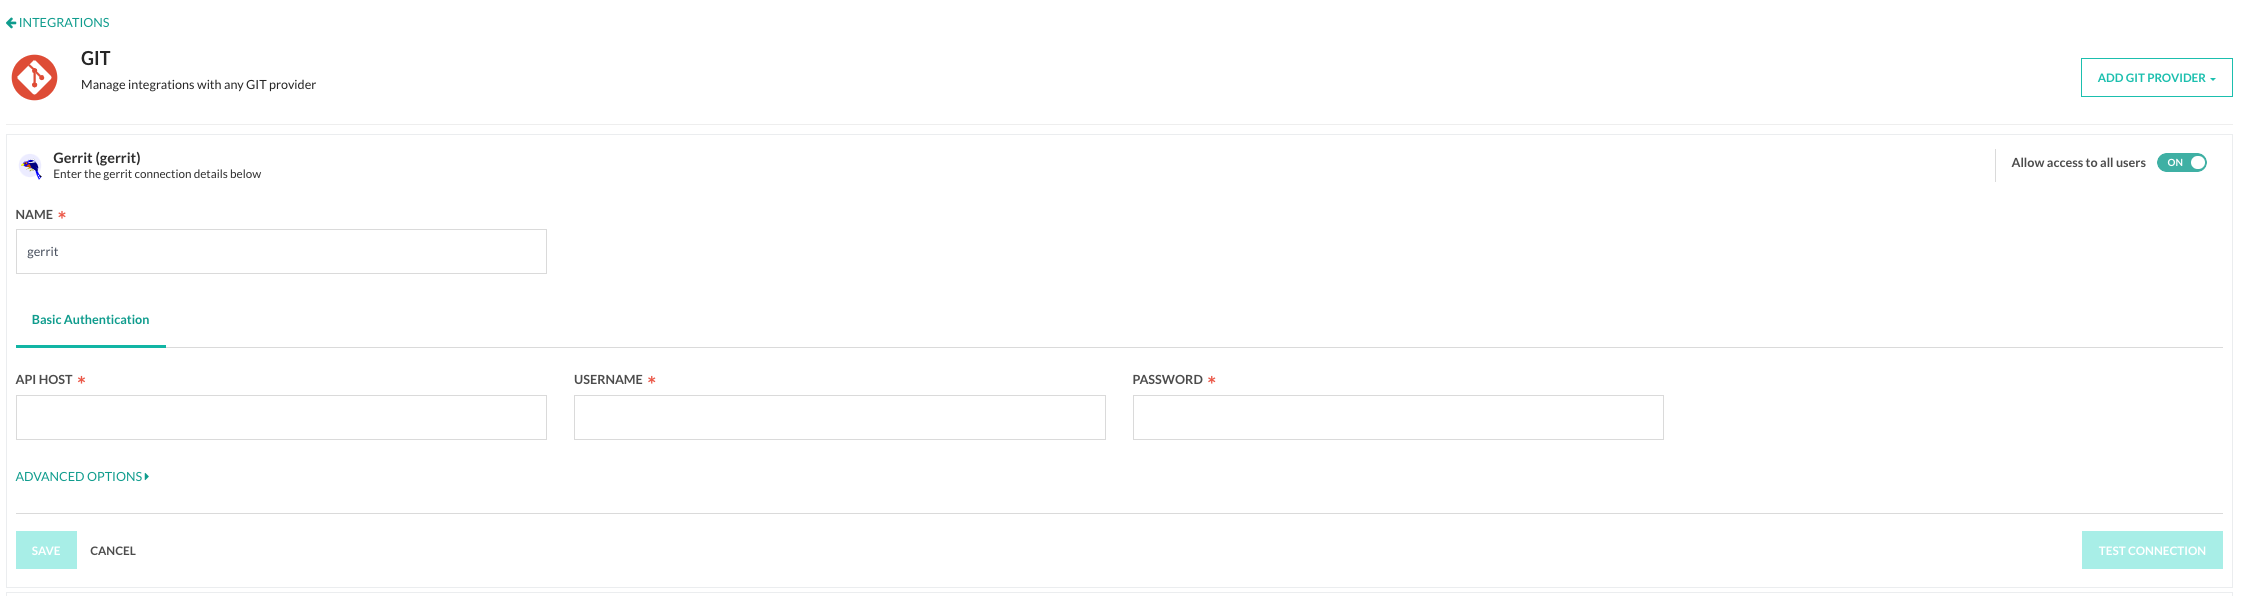 INTEGRATIONS
GIT
Manage integrations with any GIT provider
ADD GIT PROVIDER
Gerrit (gerrit)
Enter the gerrit connection details below
Allow access to all users ON
NAME *
gerrit
Basic Authentication
API HOST * USERNAME * PASSWORD *
ADVANCED OPTIONS
SAVE CANCEL TEST CONNECTION